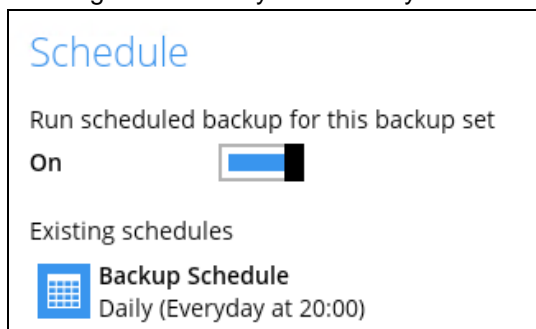 Schedule
Run scheduled backup for this backup set
On
Existing schedules
Backup Schedule
Daily (Everyday at 20:00)